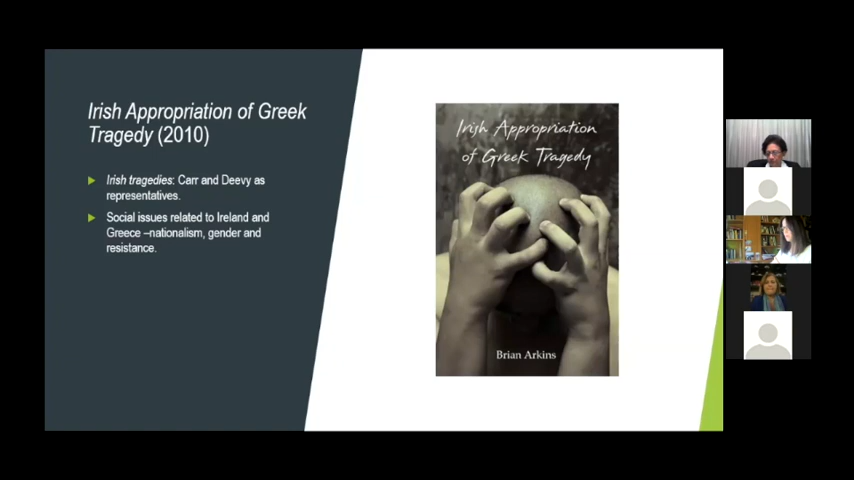 Irish Appropriation of Greek
Tragedy (2010)
Irish tragedies: Carr and Deevy as
representatives.
Social issues related to Ireland and
Greece –nationalism, gender and
resistance.
Irish Appropriation
of Greek Tragedy
Brian Arkins